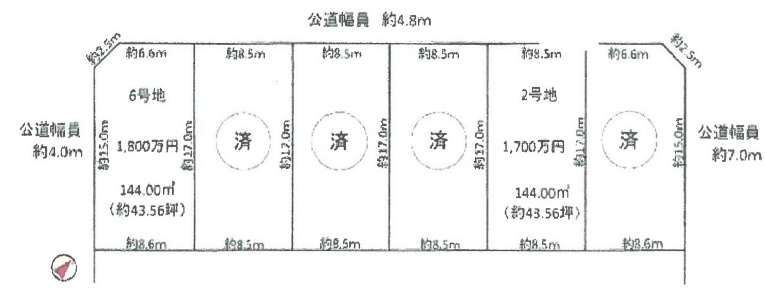 公道幅員 約4.8m
約2.5m
約6.6m
約8.5m
約8.5m
約8.5m
約8.5m
約6.6m
約2.5m
公道幅員
約4.0m
約15.0m
6号地
1,800万円
144.00㎡
(約43.56坪)
約17.0m
済
約17.0m
済
約17.0m
済
約17.0m
2号地
1,700万円
144.00㎡
(約43.56坪)
約17.0m
済
約15.0m
公道幅員
約7.0m
約8.6m
約8.5m
約8.5m
約8.5m
約8.5m
約8.6m